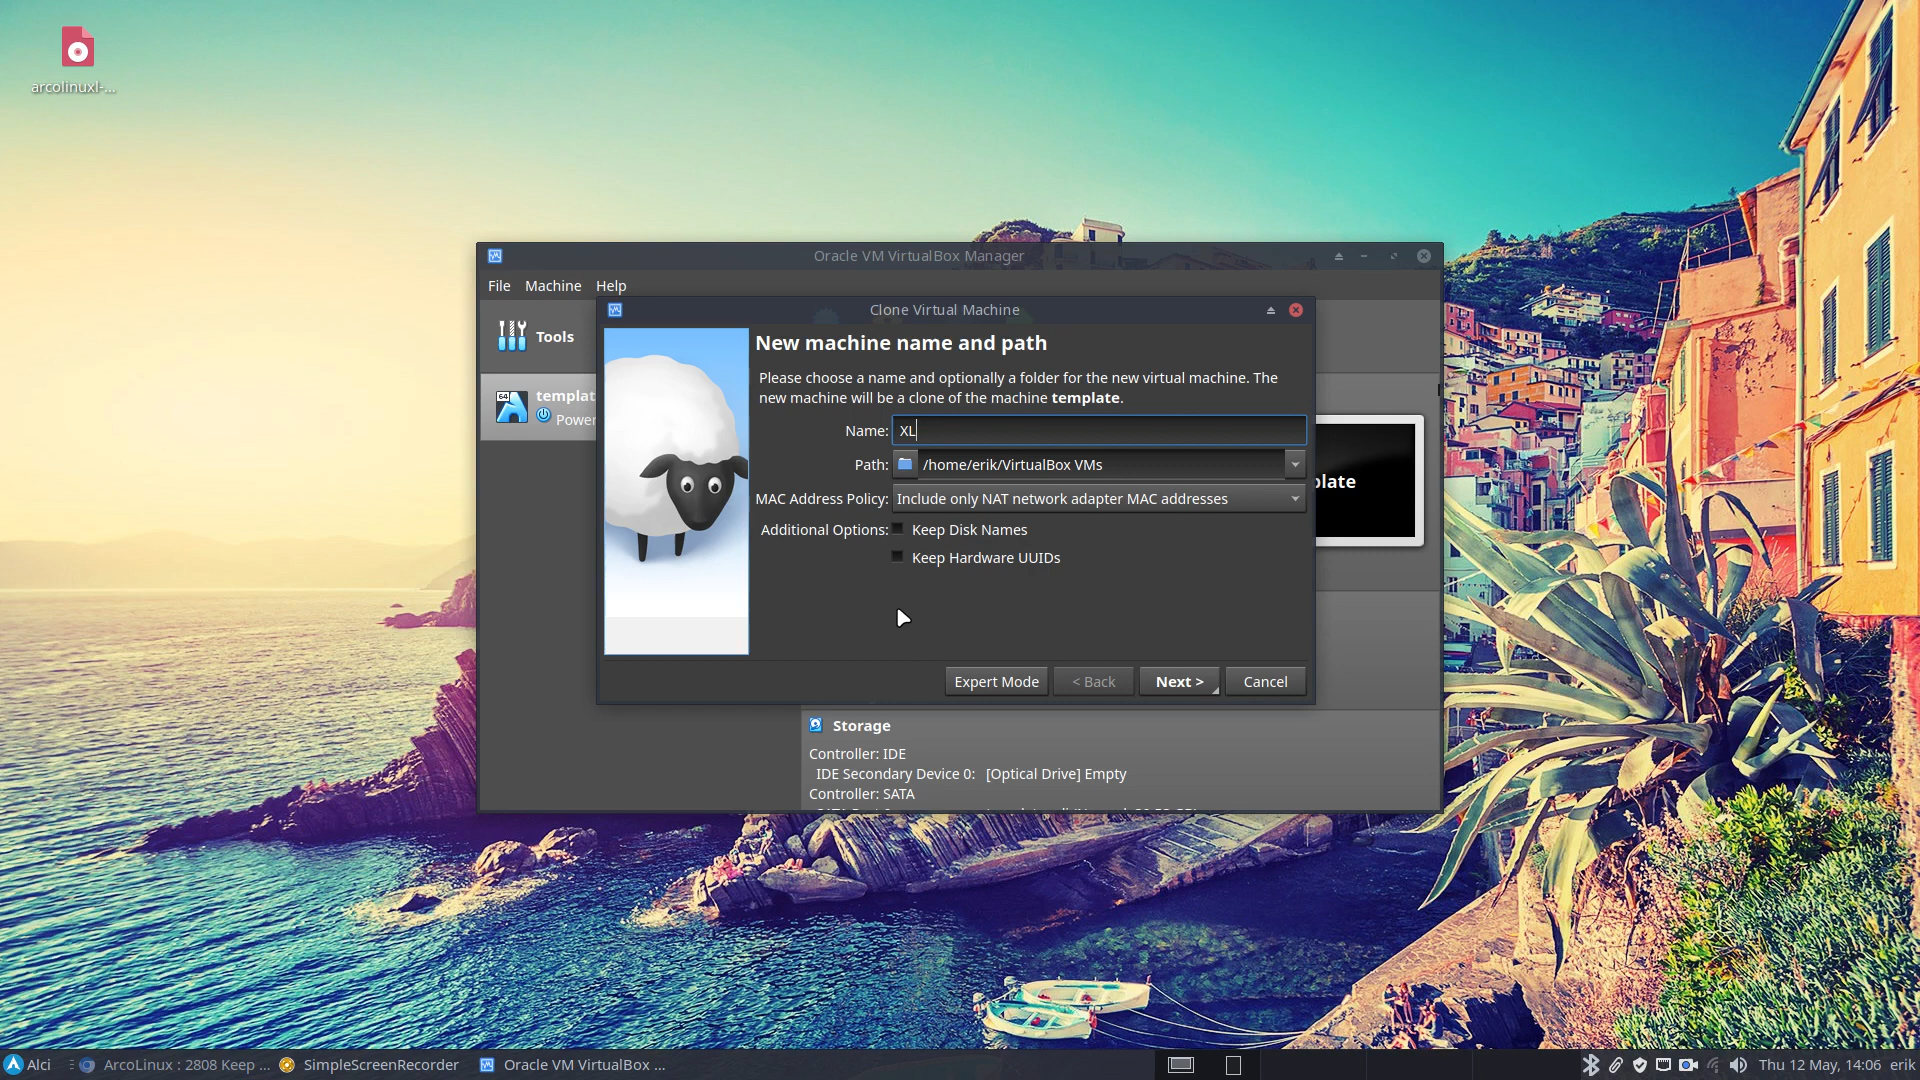 arcolinuxl-...
Oracle VM VirtualBox Manager
File Machine Help
Tools
templat
64
Power
Clone Virtual Machine
New machine name and path
Please choose a name and optionally a folder for the new virtual machine. The
new machine will be a clone of the machine template.
Name: XL
Path: /home/erik/VirtualBox VMs
MAC Address Policy: Include only NAT network adapter MAC addresses
Additional Options: Keep Disk Names
Keep Hardware UUIDs
plate
Expert Mode < Back Next > Cancel
Storage
Controller: IDE
IDE Secondary Device 0: [Optical Drive] Empty
Controller: SATA
Alci ArcoLinux : 2808 Keep ... SimpleScreenRecorder Oracle VM VirtualBox ... Thu 12 May, 14:06 erik